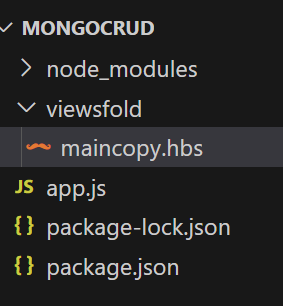 MONGOCRUD
node_modules
viewsfold
maincopy.hbs
JS app.js
{} package-lock.json
{} package.json